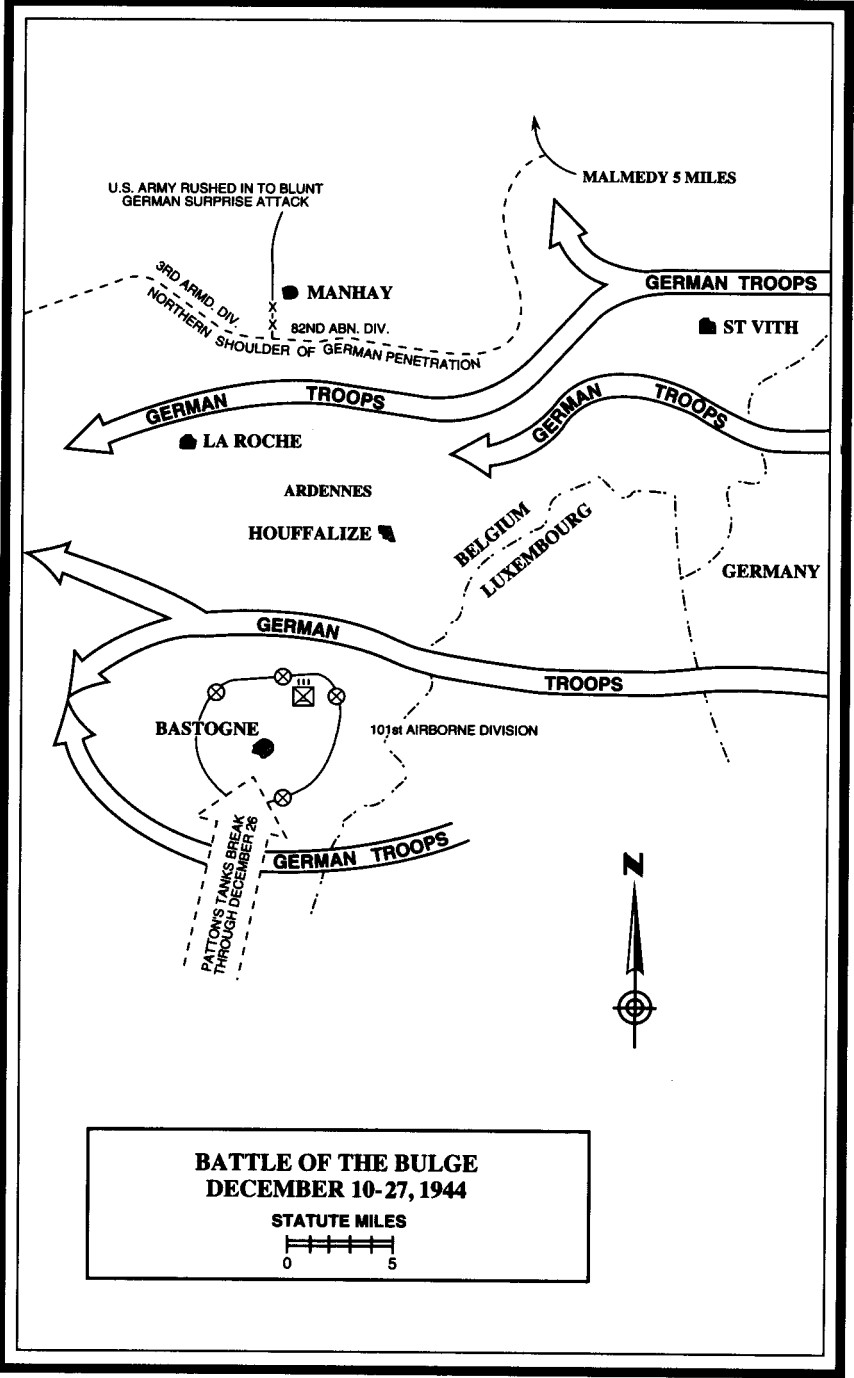 MALMEDY 5 MILES
U.S. ARMY RUSHED IN TO BLUNT
GERMAN SURPRISE ATTACK
3RD ARMD. DIV.
MANHAY
GERMAN TROOPS
82ND ABN. DIV.
ST VITH
NORTHERN SHOULDER OF GERMAN PENETRATION
GERMAN TROOPS
GERMAN TROOPS
LA ROCHE
ARDENNES
HOUFFALIZE
BELGIUM
LUXEMBOURG
GERMANY
GERMAN TROOPS
BASTOGNE
101st AIRBORNE DIVISION
GERMAN TROOPS
PATTON'S TANKS BREAK
THROUGH DECEMBER 26
N
BATTLE OF THE BULGE
DECEMBER 10-27, 1944
STATUTE MILES
0 5